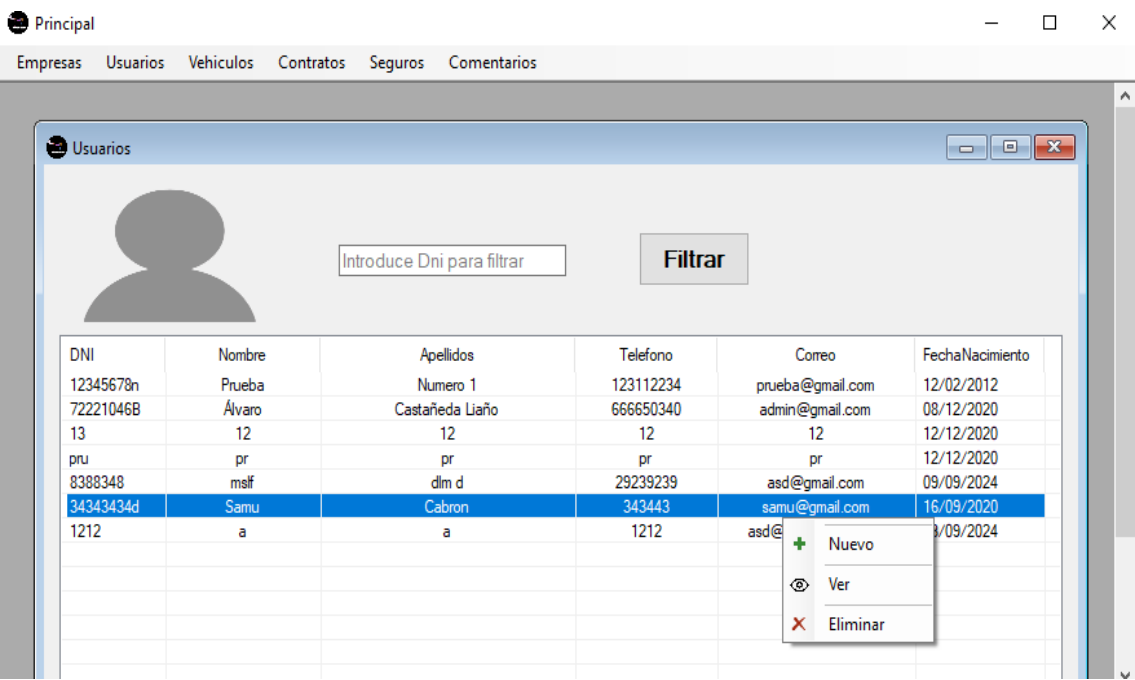 Principal
Empresas Usuarios Vehiculos Contratos Seguros Comentarios
Usuarios
Introduce Dni para filtrar Filtrar
DNI Nombre Apellidos Telefono Correo FechaNacimiento
12345678n Prueba Numero 1 123112234 prueba@gmail.com 12/02/2012
72221046B Álvaro Castañeda Liaño 666650340 admin@gmail.com 08/12/2020
13 12 12 12 12 12/12/2020
pru pr pr pr pr 12/12/2020
8388348 mslf dlm d 29239239 asd@gmail.com 09/09/2024
34343434d Samu Cabron 343443 samu@gmail.com 16/09/2020
1212 a a 1212 asd@ /09/2024
Nuevo
Ver
Eliminar